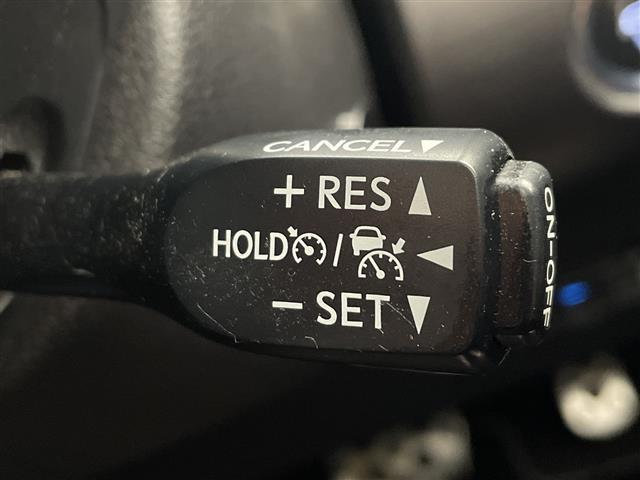 CANCEL▼
+ RES ▲
HOLD / ◀
− SET ▼
ON–OFF